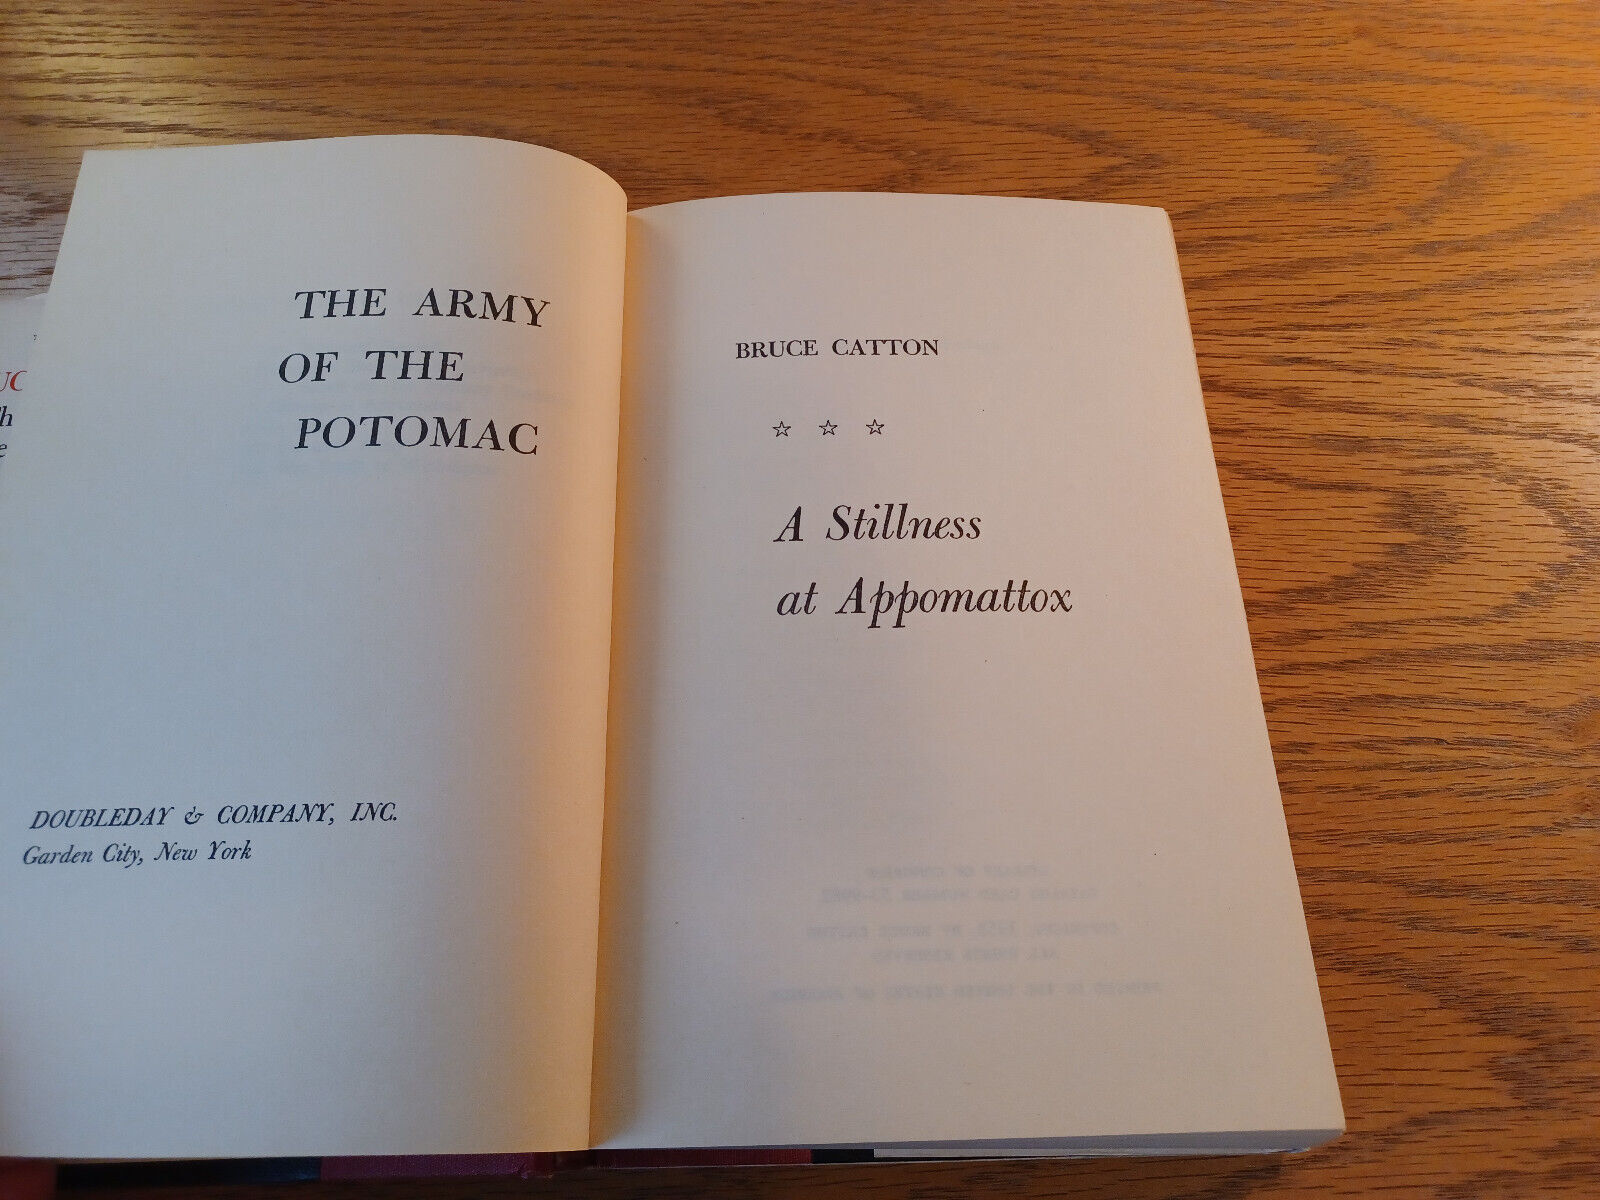 THE ARMY
OF THE
POTOMAC
DOUBLEDAY & COMPANY, INC.
Garden City, New York
BRUCE CATTON
☆ ☆ ☆
A Stillness
at Appomattox